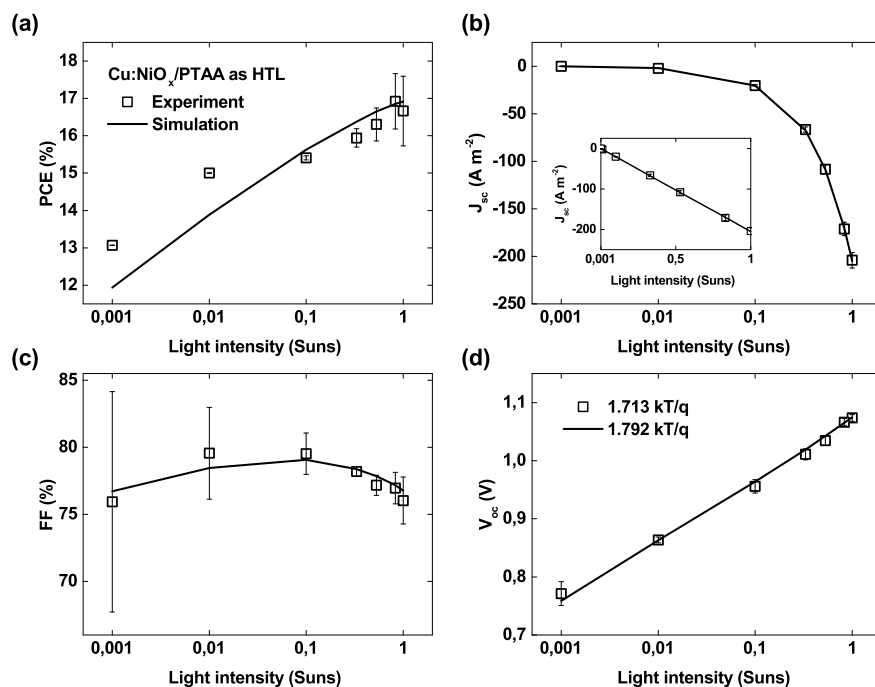 (a)
18
17
16
15
14
13
12
PCE (%)
Cu:NiOx/PTAA as HTL
Experiment
Simulation
0,001 0,01 0,1 1
Light intensity (Suns)
(b)
0
-50
-100
-150
-200
-250
Jsc (A m-2)
0
-100
-200
Jsc (A m-2)
0,001 0,5 1
Light intensity (Suns)
0,001 0,01 0,1 1
Light intensity (Suns)
(c)
85
80
75
70
FF (%)
0,001 0,01 0,1 1
Light intensity (Suns)
(d)
1,1
1,0
0,9
0,8
0,7
Voc (V)
1.713 kT/q
1.792 kT/q
0,001 0,01 0,1 1
Light intensity (Suns)